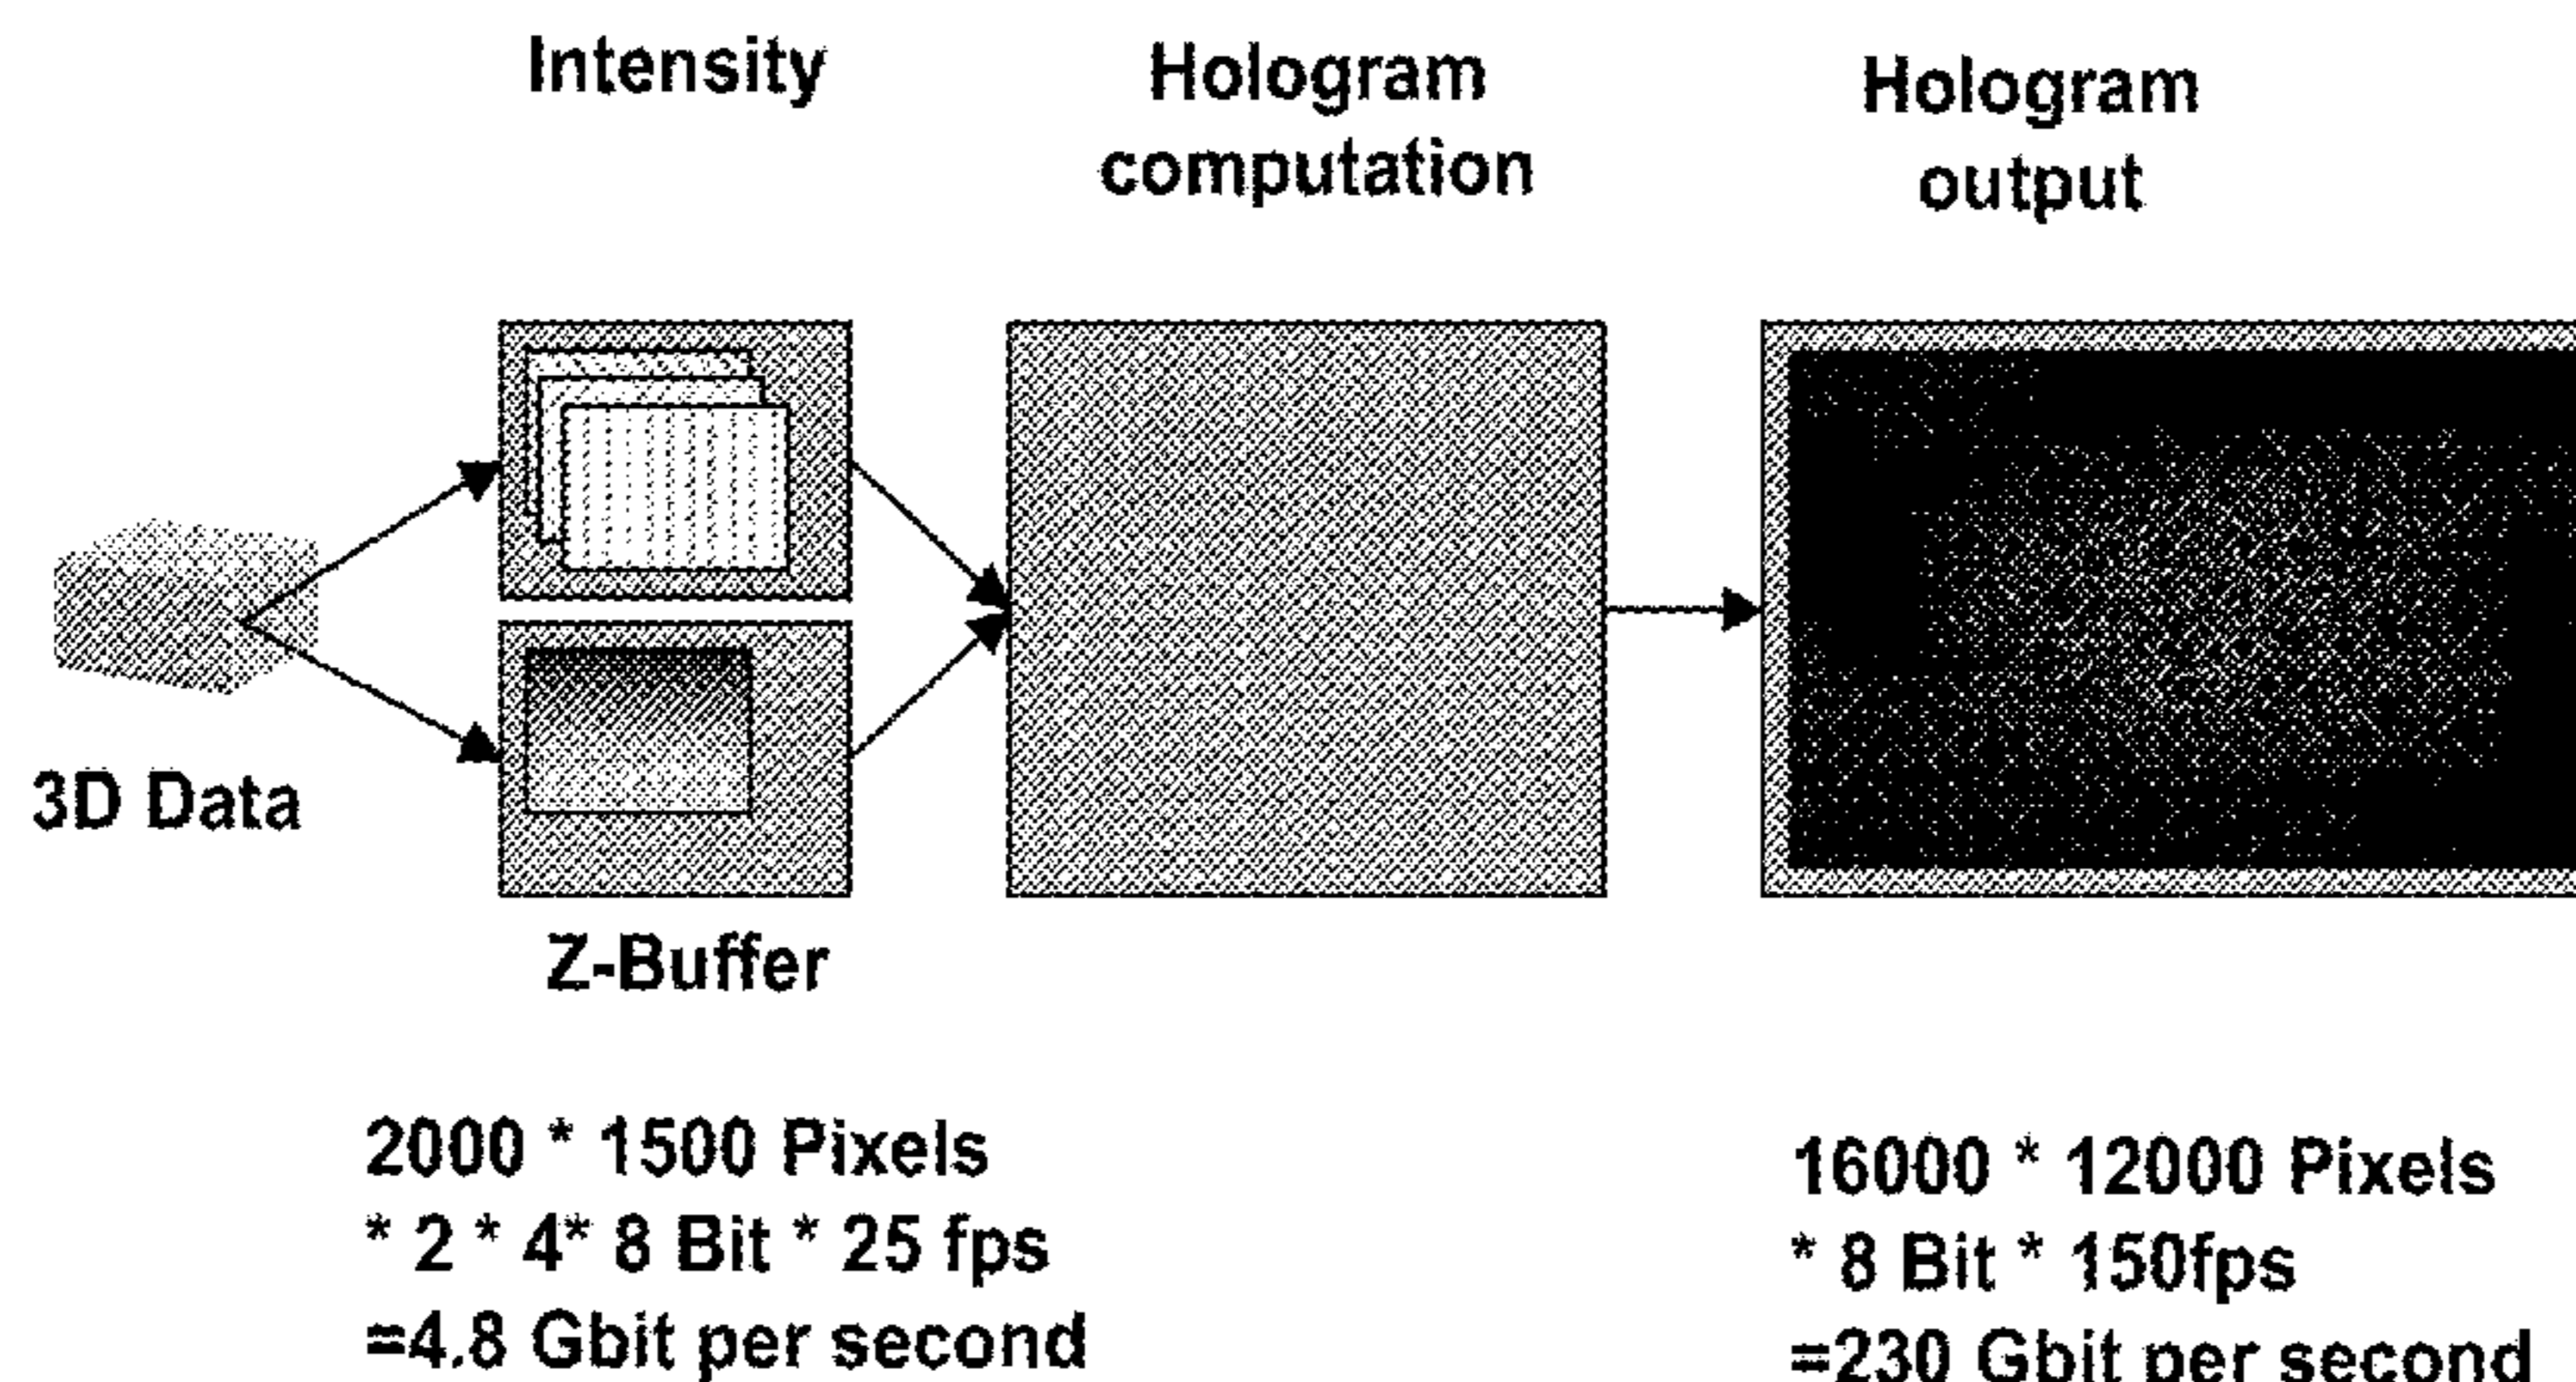 Intensity
Hologram
computation
Hologram
output
3D Data
Z-Buffer
2000 * 1500 Pixels
* 2 * 4* 8 Bit * 25 fps
=4.8 Gbit per second
16000 * 12000 Pixels
* 8 Bit * 150fps
=230 Gbit per second